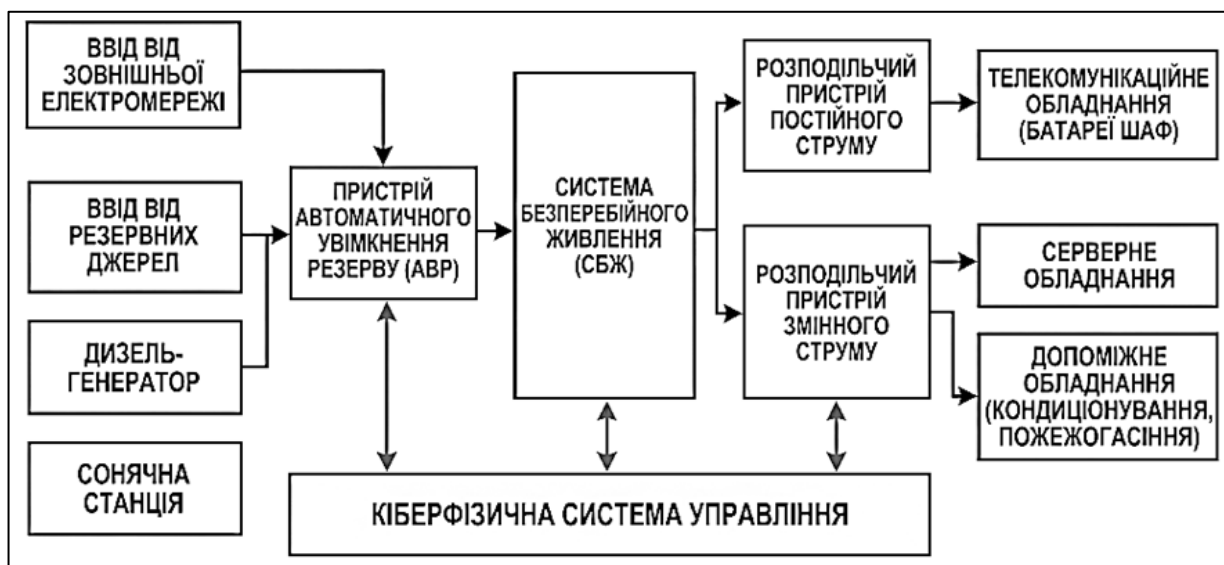 ВВІД ВІД
ЗОВНІШНЬОЇ
ЕЛЕКТРОМЕРЕЖІ
ВВІД ВІД
РЕЗЕРВНИХ
ДЖЕРЕЛ
ДИЗЕЛЬ-
ГЕНЕРАТОР
СОНЯЧНА
СТАНЦІЯ
ПРИСТРІЙ
АВТОМАТИЧНОГО
УВІМКНЕННЯ
РЕЗЕРВУ (АВР)
СИСТЕМА
БЕЗПЕРЕБІЙНОГО
ЖИВЛЕННЯ
(СБЖ)
РОЗПОДІЛЬЧИЙ
ПРИСТРІЙ
ПОСТІЙНОГО
СТРУМУ
РОЗПОДІЛЬЧИЙ
ПРИСТРІЙ
ЗМІННОГО
СТРУМУ
ТЕЛЕКОМУНІКАЦІЙНЕ
ОБЛАДНАННЯ
(БАТАРЕЇ ШАФ)
СЕРВЕРНЕ
ОБЛАДНАННЯ
ДОПОМІЖНЕ
ОБЛАДНАННЯ
(КОНДИЦІОНУВАННЯ,
ПОЖЕЖОГАСІННЯ)
КІБЕРФІЗИЧНА СИСТЕМА УПРАВЛІННЯ